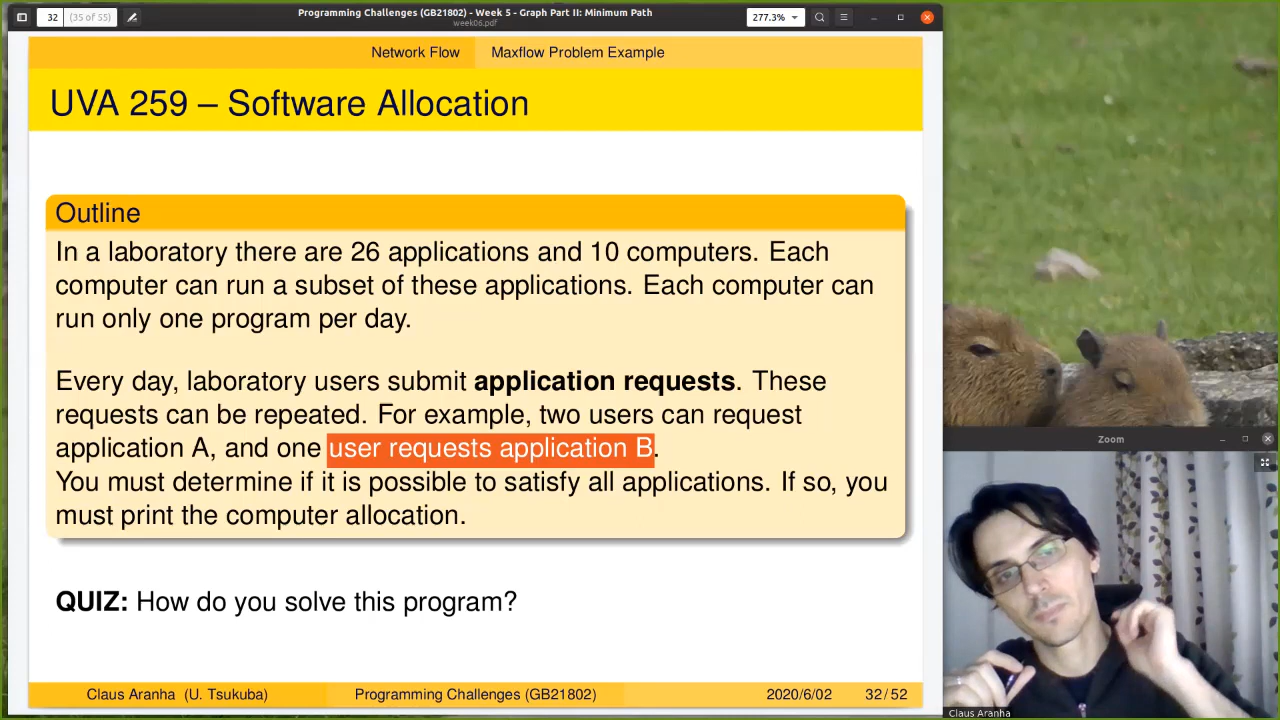 Programming Challenges (GB21802) - Week 5 - Graph Part II: Minimum Path
week06.pdf
32 (35 of 55)
277.3%
Network Flow Maxflow Problem Example
UVA 259 – Software Allocation
Outline
In a laboratory there are 26 applications and 10 computers. Each
computer can run a subset of these applications. Each computer can
run only one program per day.
Every day, laboratory users submit application requests. These
requests can be repeated. For example, two users can request
application A, and one user requests application B.
You must determine if it is possible to satisfy all applications. If so, you
must print the computer allocation.
QUIZ: How do you solve this program?
Claus Aranha (U. Tsukuba) Programming Challenges (GB21802) 2020/6/02 32/52
Zoom
Claus Aranha